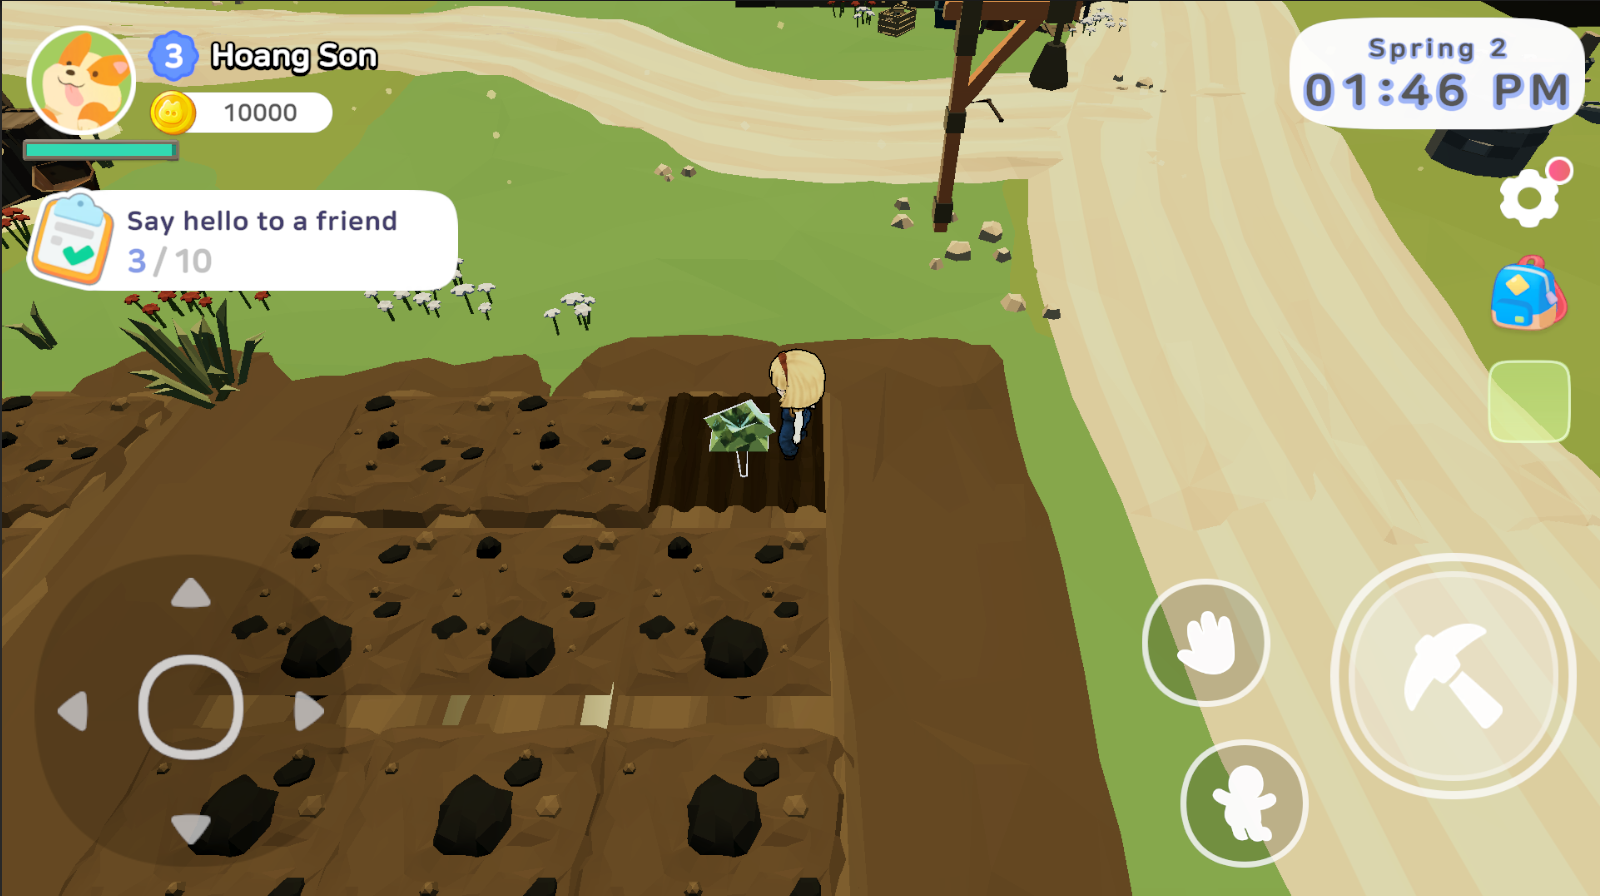 3 Hoang Son
10000
Spring 2
01:46 PM
Say hello to a friend
3 / 10